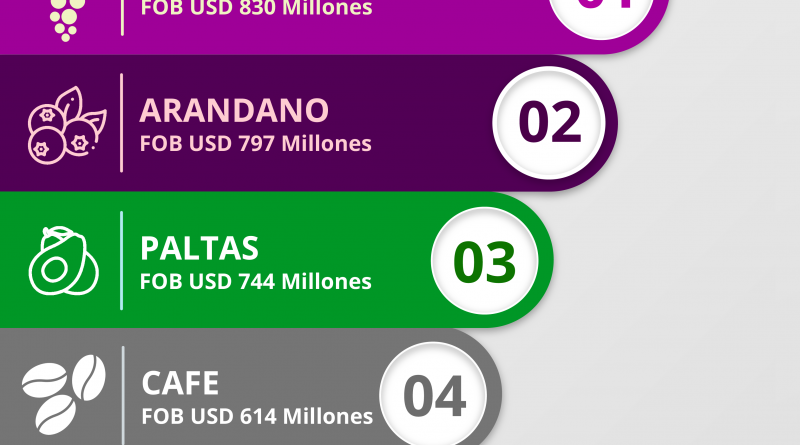 FOB USD 830 Millones
01
ARANDANO
FOB USD 797 Millones
02
PALTAS
FOB USD 744 Millones
03
CAFE
FOB USD 614 Millones
04